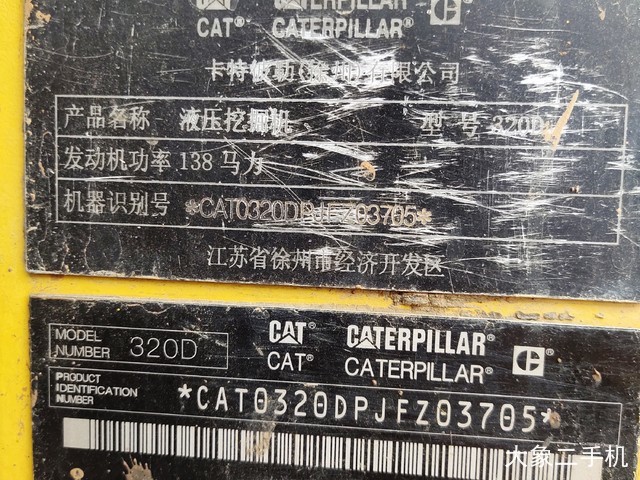 CAT® CATERPILLAR®
卡特彼勒(徐州)有限公司
产品名称 液压挖掘机 型号 320D
发动机功率 138 马力
机器识别号 *CAT0320DPJFZ03705*
江苏省徐州市经济开发区
MODEL NUMBER 320D
CAT® CATERPILLAR®
CAT® CATERPILLAR®
PRODUCT IDENTIFICATION NUMBER *CAT0320DPJFZ03705*
大象二手机